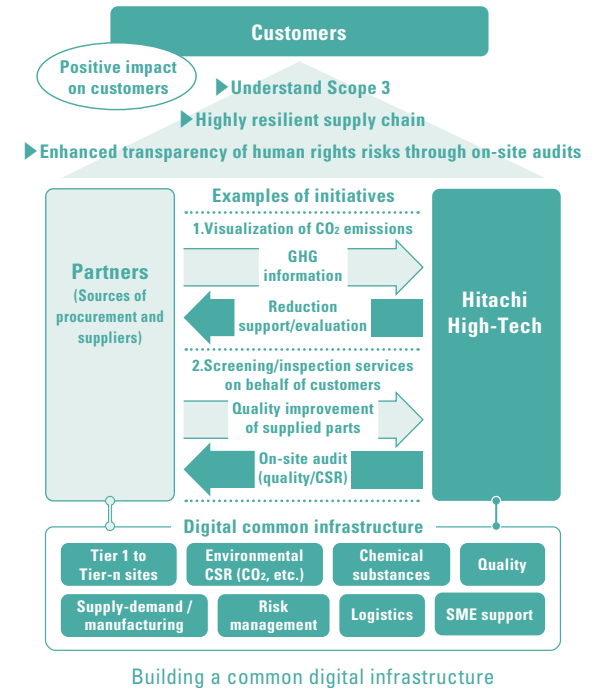 Customers
Positive impact
on customers
▶Understand Scope 3
▶Highly resilient supply chain
▶Enhanced transparency of human rights risks through on-site audits
Examples of initiatives
1.Visualization of CO₂ emissions
GHG
information
Reduction
support/evaluation
2.Screening/inspection services
on behalf of customers
Quality improvement
of supplied parts
On-site audit
(quality/CSR)
Partners
(Sources of
procurement and
suppliers)
Hitachi
High-Tech
Digital common infrastructure
Tier 1 to
Tier-n sites
Environmental
CSR (CO₂, etc.)
Chemical
substances
Quality
Supply-demand /
manufacturing
Risk
management
Logistics
SME support
Building a common digital infrastructure